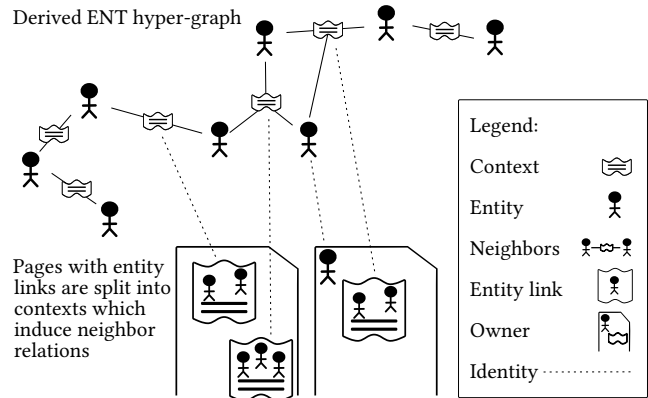 Derived ENT hyper-graph
Pages with entity
links are split into
contexts which
induce neighbor
relations
Legend:
Context
Entity
Neighbors
Entity link
Owner
Identity